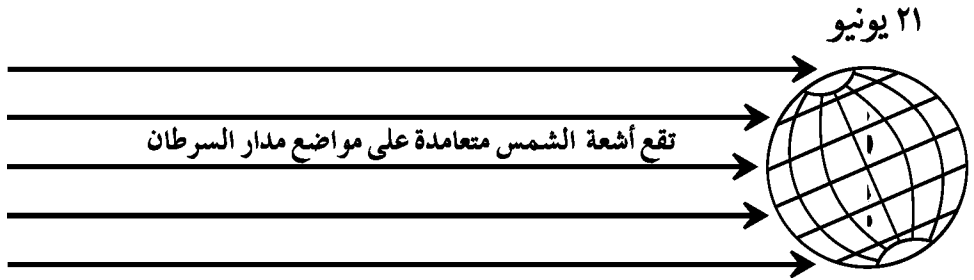 ٢١ يونيو
تقع أشعة الشمس متعامدة على مواضع مدار السرطان